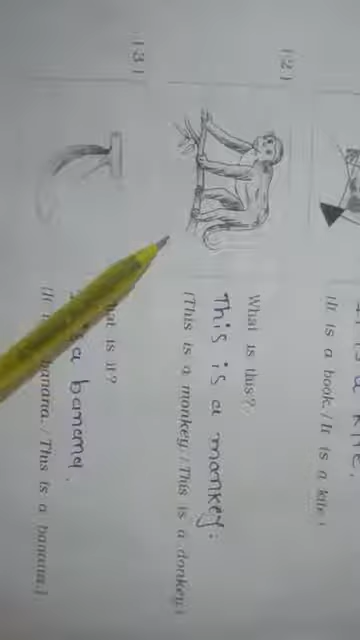 a kite.
(It is a book. / It is a kite.)
(2)
What is this?
This is a monkey.
(This is a monkey. / This is a donkey.)
(3)
is it?
is a banana.
banana. / This is a banana.)